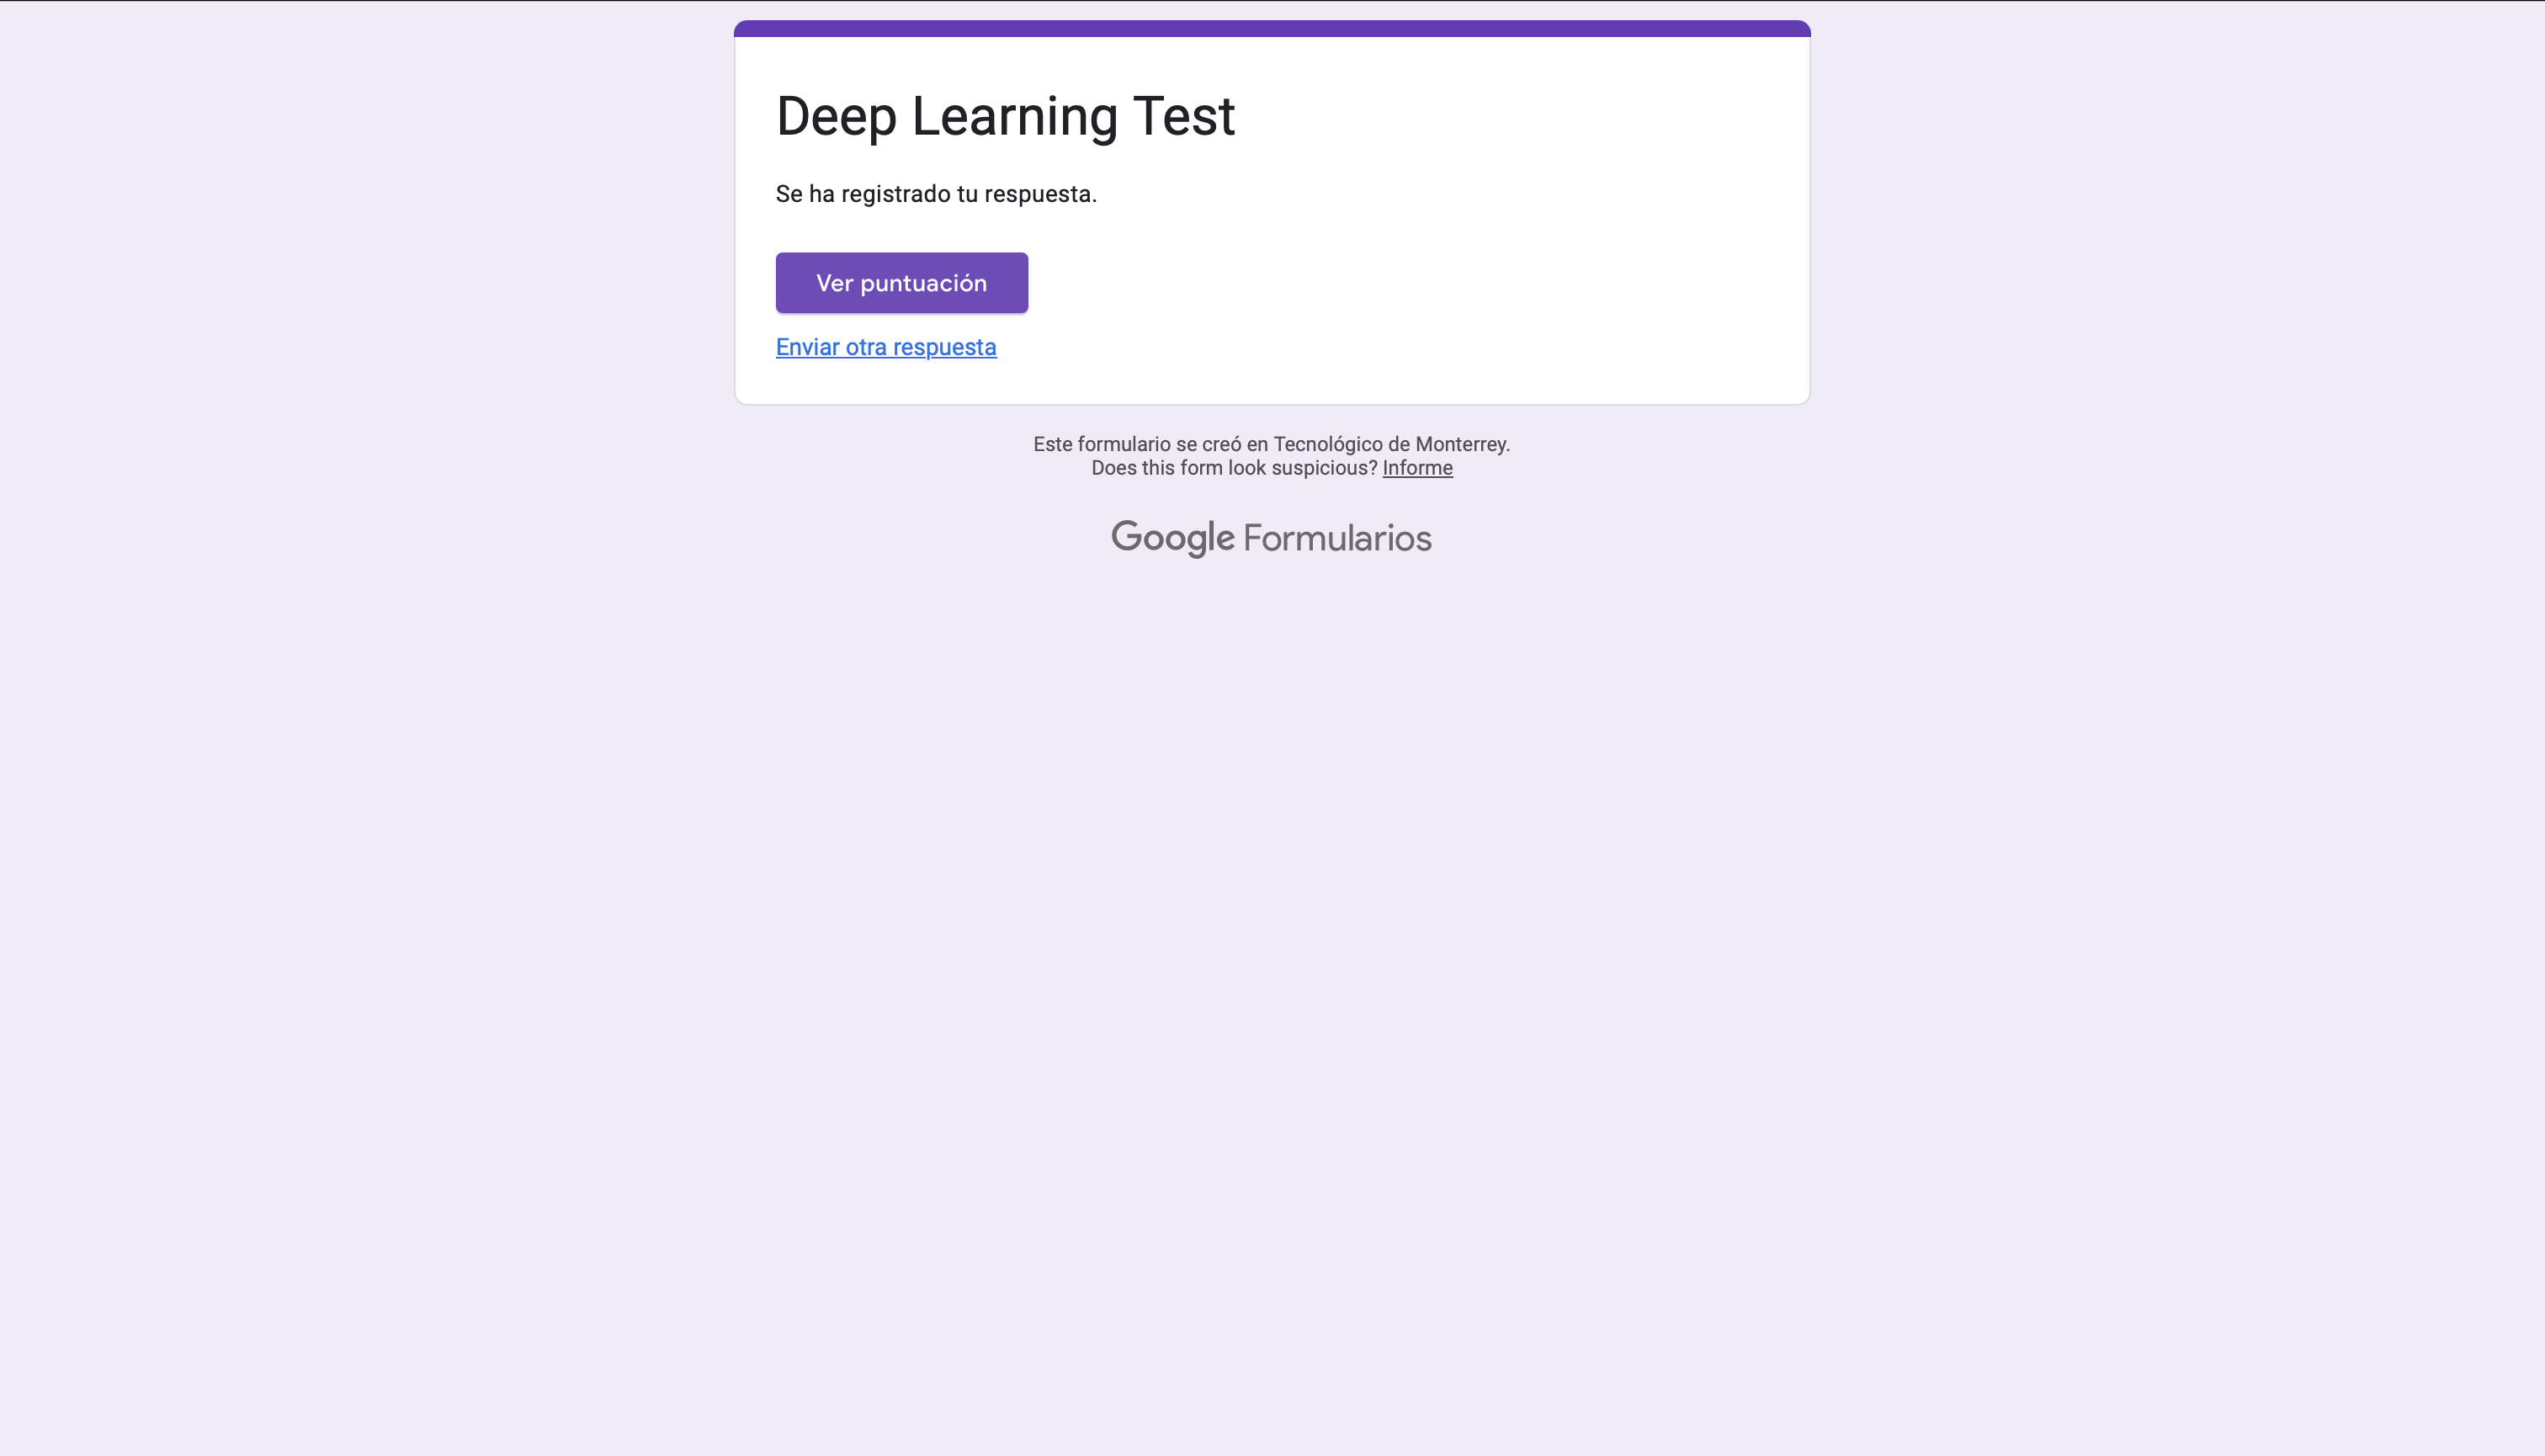 Deep Learning Test
Se ha registrado tu respuesta.
Ver puntuación
Enviar otra respuesta
Este formulario se creó en Tecnológico de Monterrey.
Does this form look suspicious? Informe
Google Formularios